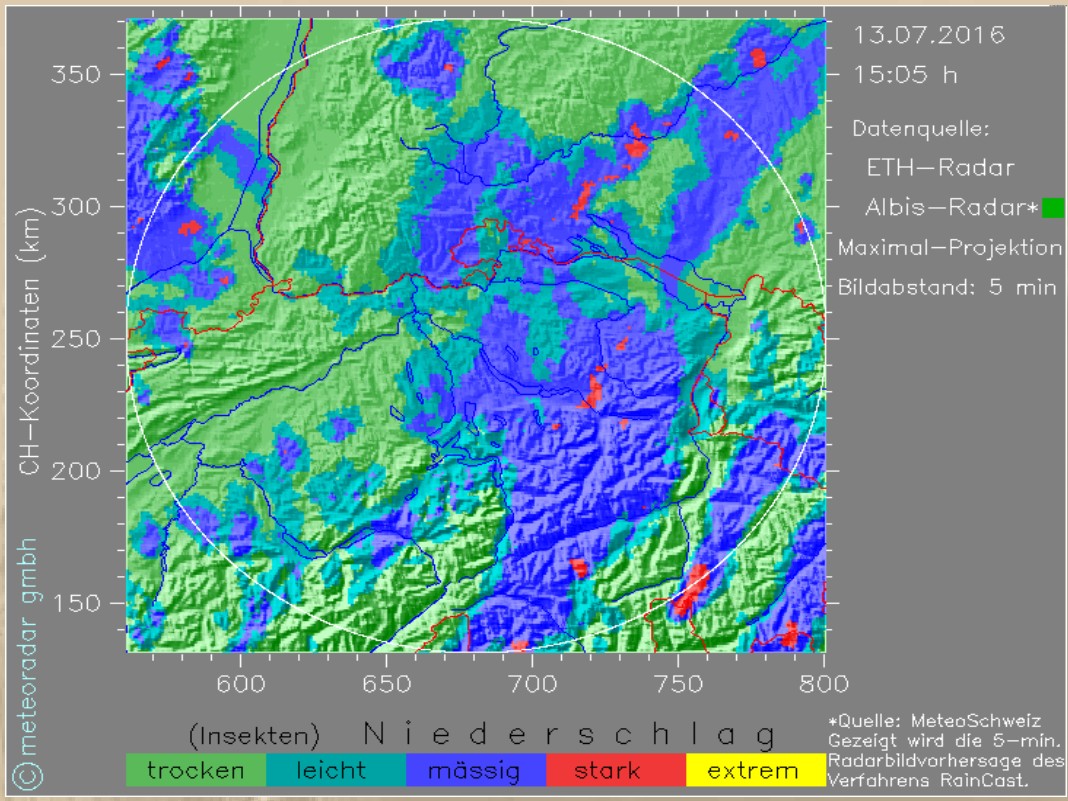 13.07.2016
15:05 h
Datenquelle:
ETH-Radar
Albis-Radar*
Maximal-Projektion
Bildabstand: 5 min
CH-Koordinaten (km)
350
300
250
200
150
600
650
700
750
800
© meteoradar gmbh
(Insekten) Niederschlag
trocken leicht mässig stark extrem
*Quelle: MeteoSchweiz
Gezeigt wird die 5-min.
Radarbildvorhersage des
Verfahrens RainCast.